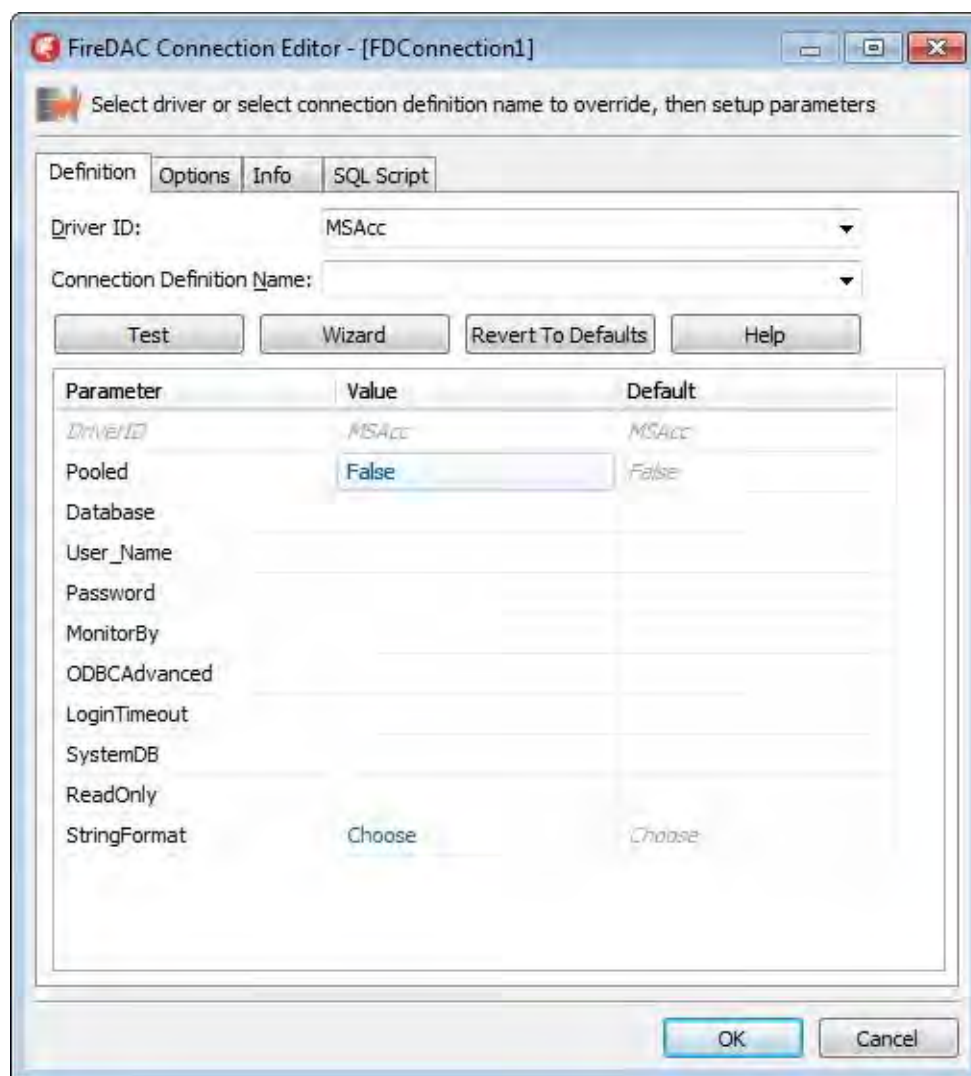 FireDAC Connection Editor - [FDConnection1]
Select driver or select connection definition name to override, then setup parameters
Definition Options Info SQL Script
Driver ID: MSAcc
Connection Definition Name:
Test Wizard Revert To Defaults Help
Parameter Value Default
DriverID MSAcc MSAcc
Pooled False False
Database
User_Name
Password
MonitorBy
ODBCAdvanced
LoginTimeout
SystemDB
ReadOnly
StringFormat Choose Choose
OK Cancel